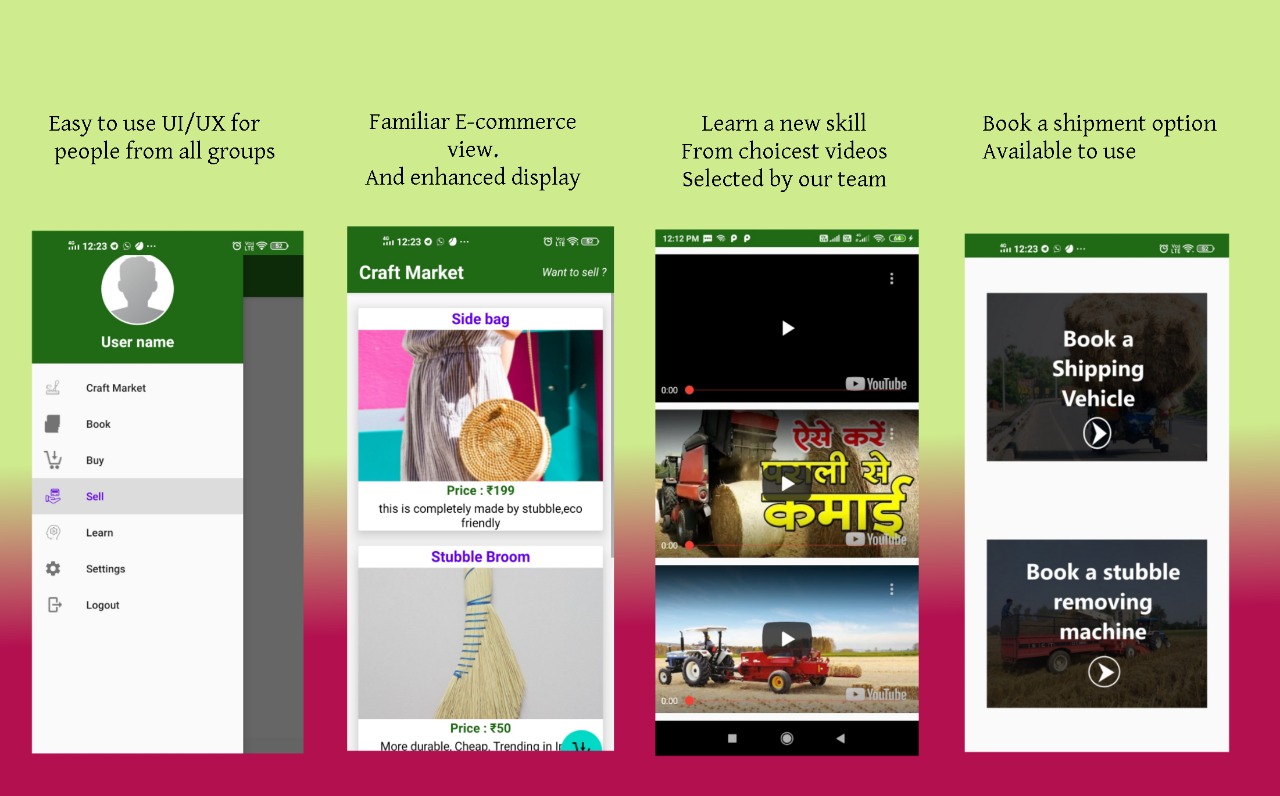 Easy to use UI/UX for
people from all groups
Familiar E-commerce
view.
And enhanced display
Learn a new skill
From choicest videos
Selected by our team
Book a shipment option
Available to use
12:23
User name
Craft Market
Book
Buy
Sell
Learn
Settings
Logout
12:23
Craft Market
Want to sell ?
Side bag
Price : ₹199
this is completely made by stubble,eco
friendly
Stubble Broom
Price : ₹50
More durable, Cheap, Trending in
12:12 PM
0:00
YouTube
ऐसे करें
पराली से
कमाई
0:00
YouTube
0:00
YouTube
12:23
Book a
Shipping
Vehicle
Book a stubble
removing
machine